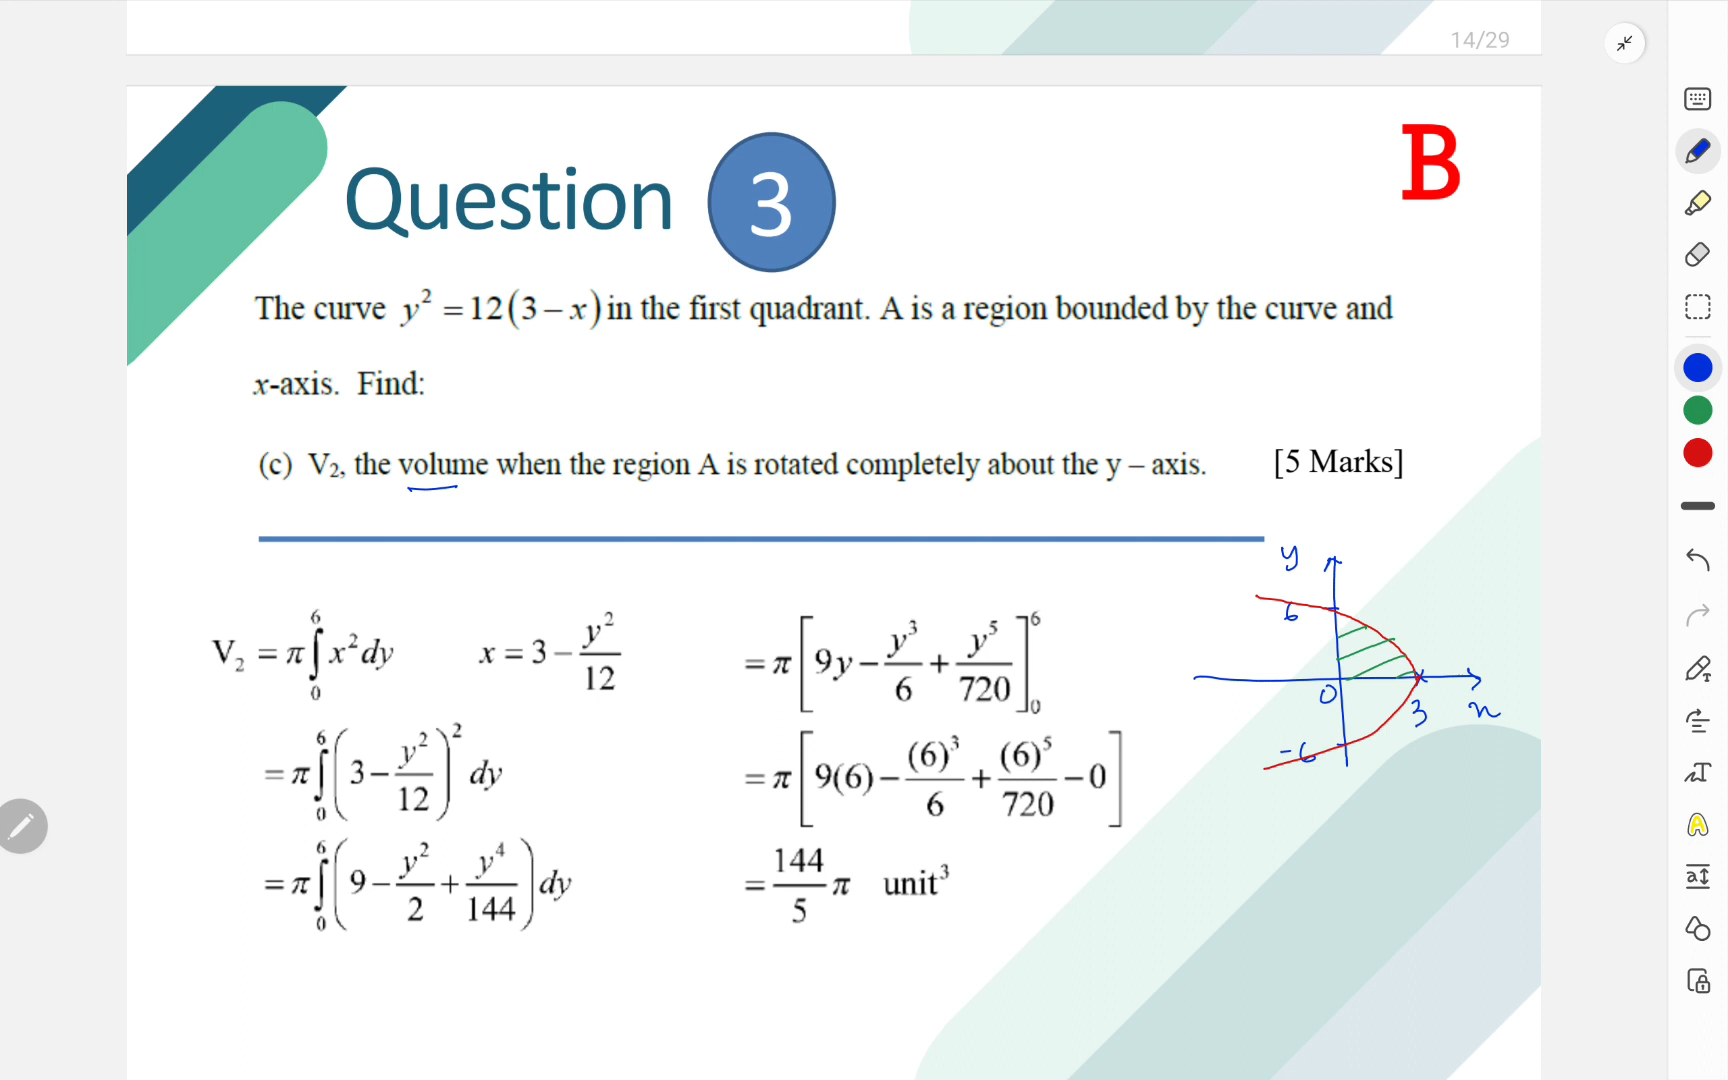 14/29
B
Question 3
The curve y² = 12(3 − x) in the first quadrant. A is a region bounded by the curve and
x-axis. Find:
(c) V₂, the volume when the region A is rotated completely about the y – axis. [5 Marks]
V₂ = π∫₀⁶ x² dy x = 3 − y²/12
= π∫₀⁶ (3 − y²/12)² dy
= π∫₀⁶ (9 − y²/2 + y⁴/144) dy
= π[9y − y³/6 + y⁵/720]₀⁶
= π[9(6) − (6)³/6 + (6)⁵/720 − 0]
= 144/5 π unit³
y
6
0
3
x
-6